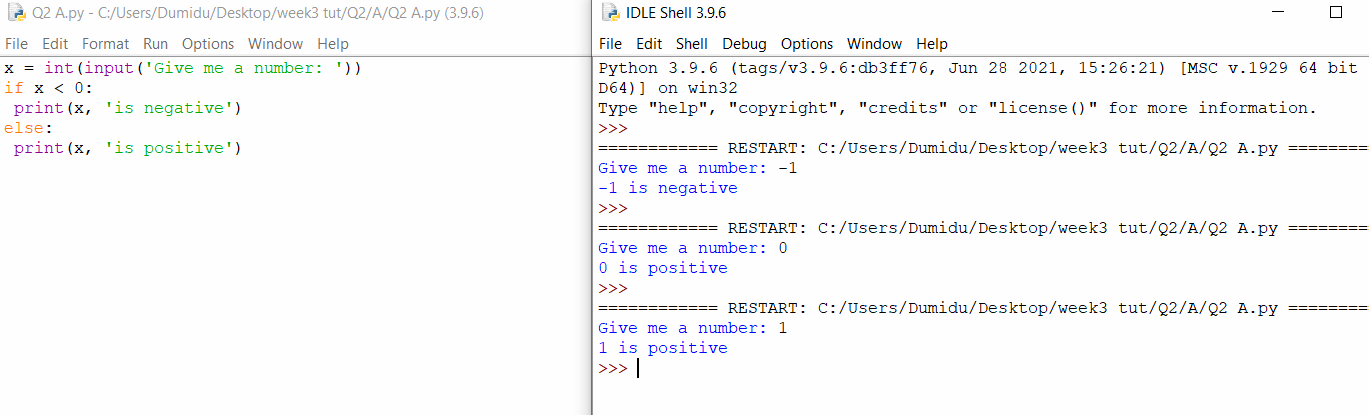 Q2 A.py - C:/Users/Dumidu/Desktop/week3 tut/Q2/A/Q2 A.py (3.9.6)
File Edit Format Run Options Window Help
x = int(input('Give me a number: '))
if x < 0:
 print(x, 'is negative')
else:
 print(x, 'is positive')
IDLE Shell 3.9.6
File Edit Shell Debug Options Window Help
Python 3.9.6 (tags/v3.9.6:db3ff76, Jun 28 2021, 15:26:21) [MSC v.1929 64 bit
D64)] on win32
Type "help", "copyright", "credits" or "license()" for more information.
>>>
============ RESTART: C:/Users/Dumidu/Desktop/week3 tut/Q2/A/Q2 A.py ========
Give me a number: -1
-1 is negative
>>>
============ RESTART: C:/Users/Dumidu/Desktop/week3 tut/Q2/A/Q2 A.py ========
Give me a number: 0
0 is positive
>>>
============ RESTART: C:/Users/Dumidu/Desktop/week3 tut/Q2/A/Q2 A.py ========
Give me a number: 1
1 is positive
>>>